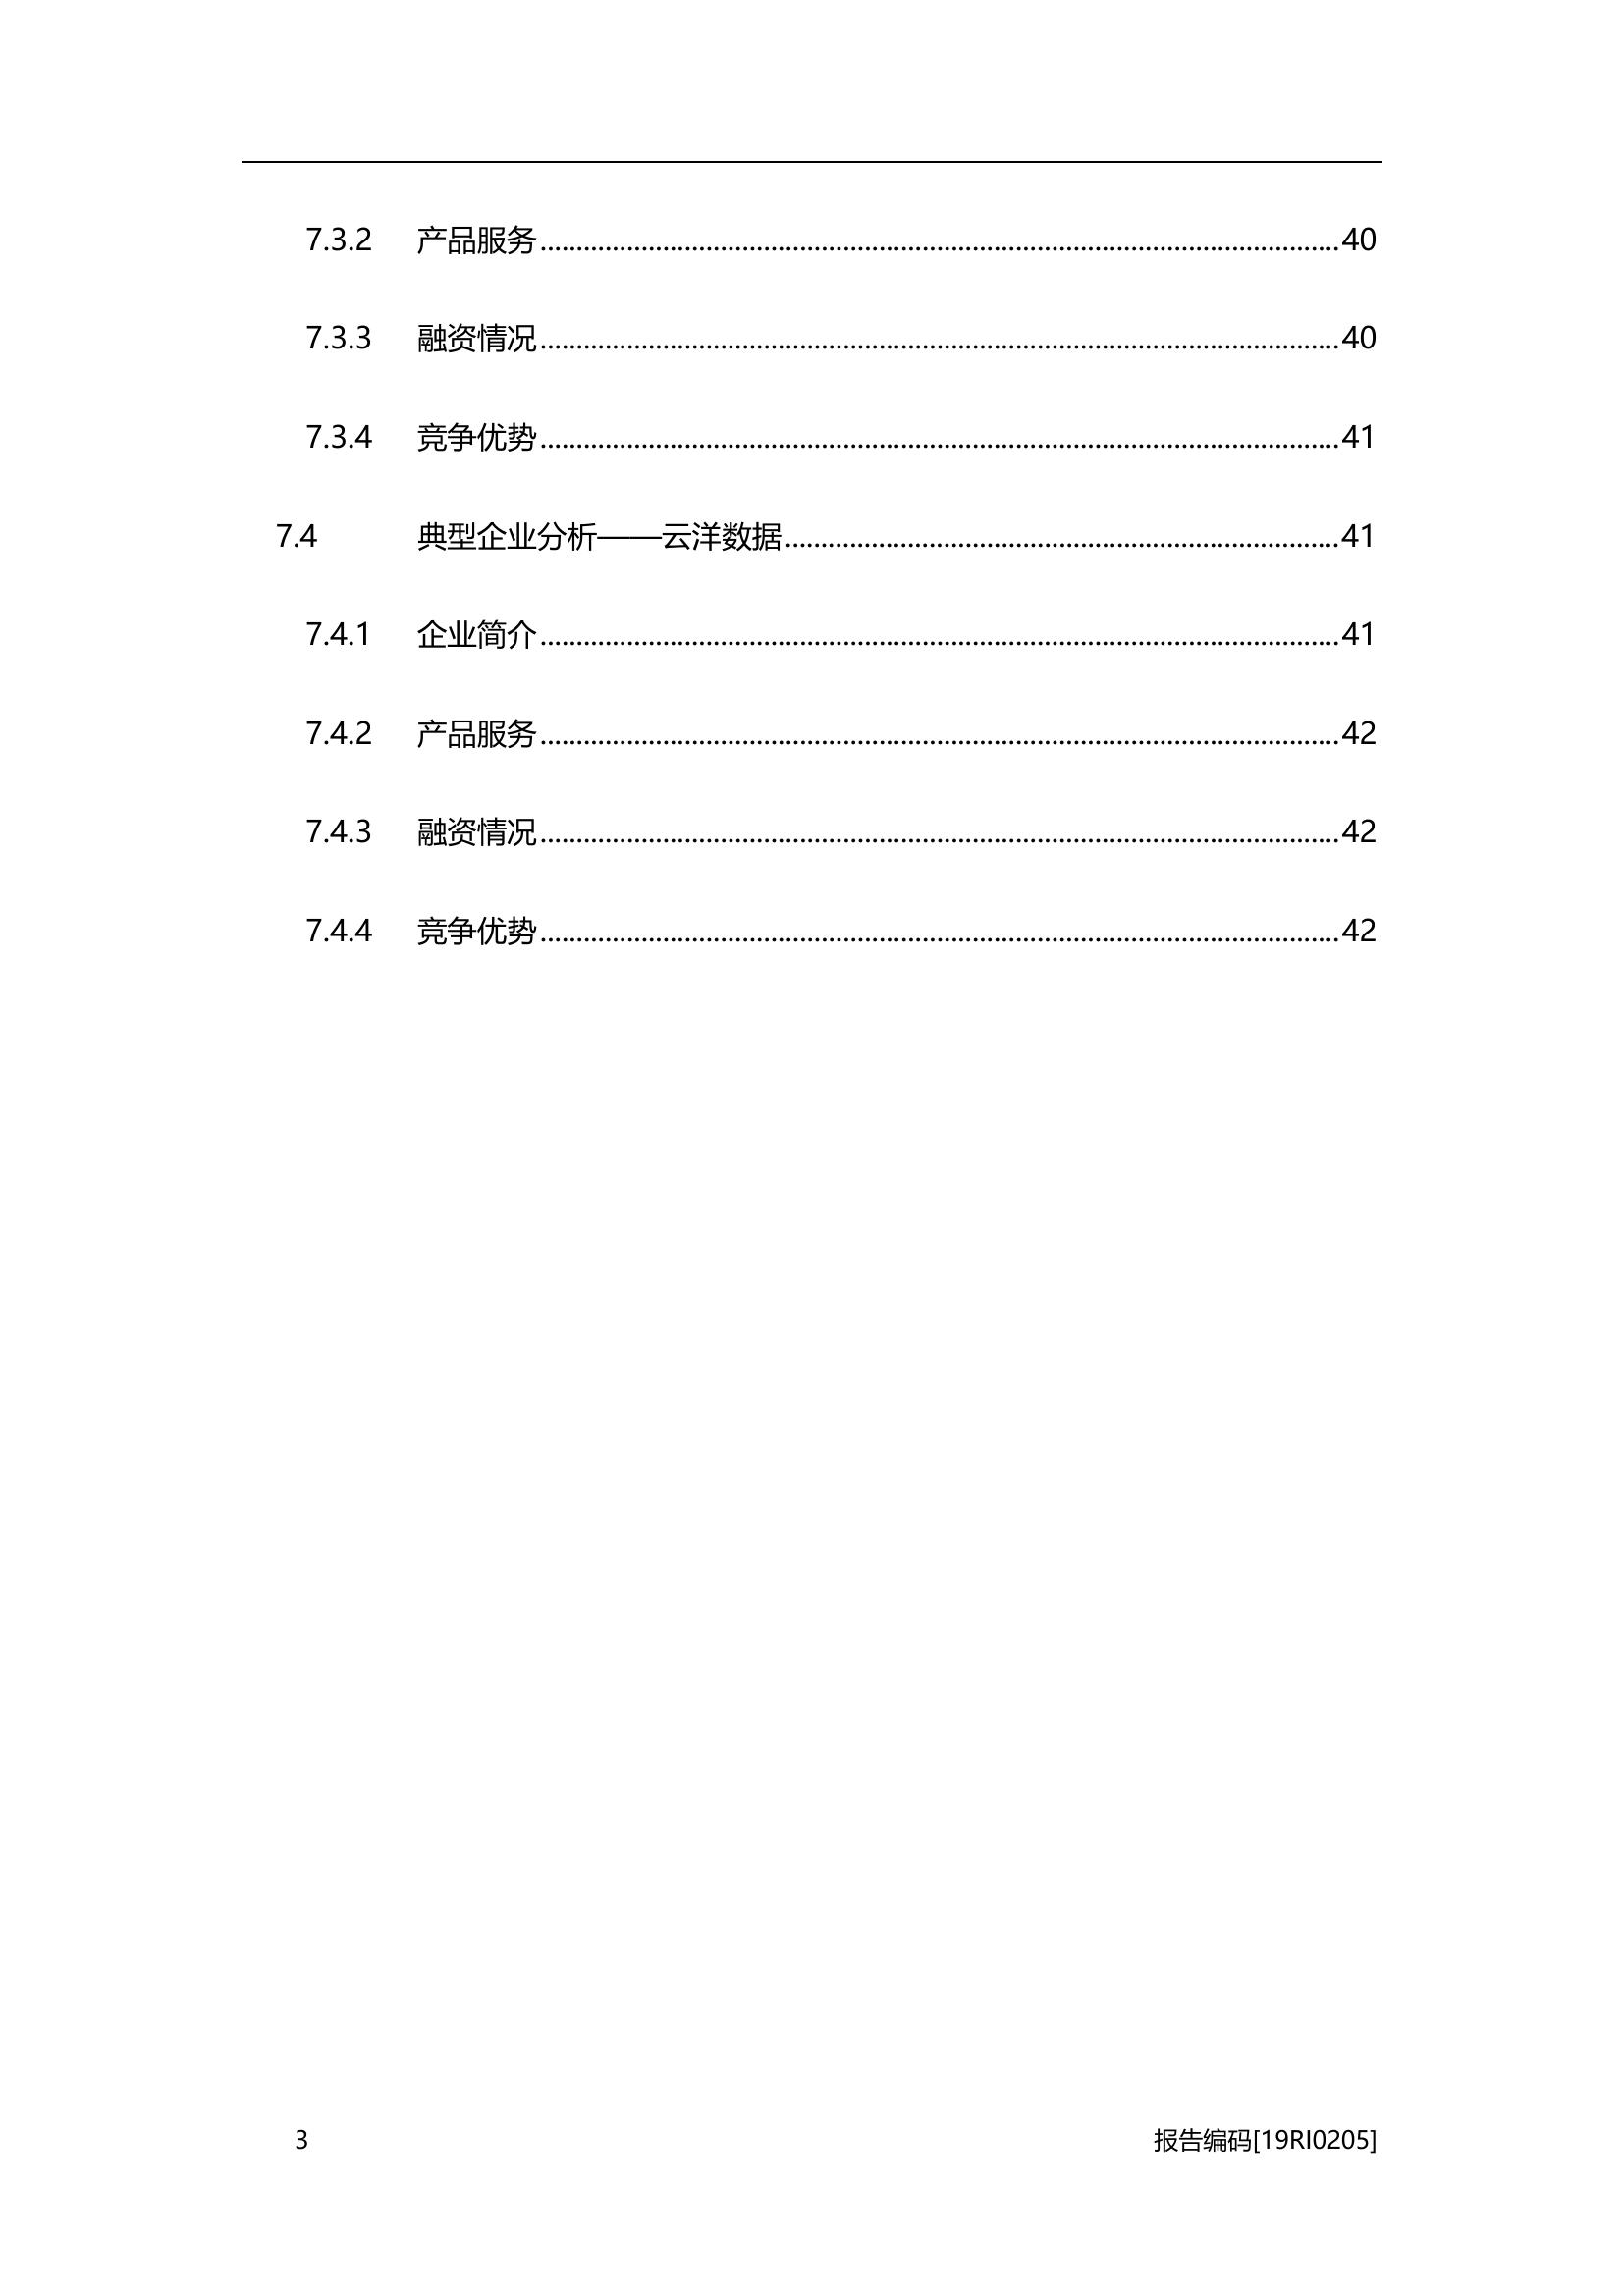 7.3.2 产品服务 40
7.3.3 融资情况 40
7.3.4 竞争优势 41
7.4 典型企业分析——云洋数据 41
7.4.1 企业简介 41
7.4.2 产品服务 42
7.4.3 融资情况 42
7.4.4 竞争优势 42
3 报告编码[19RI0205]